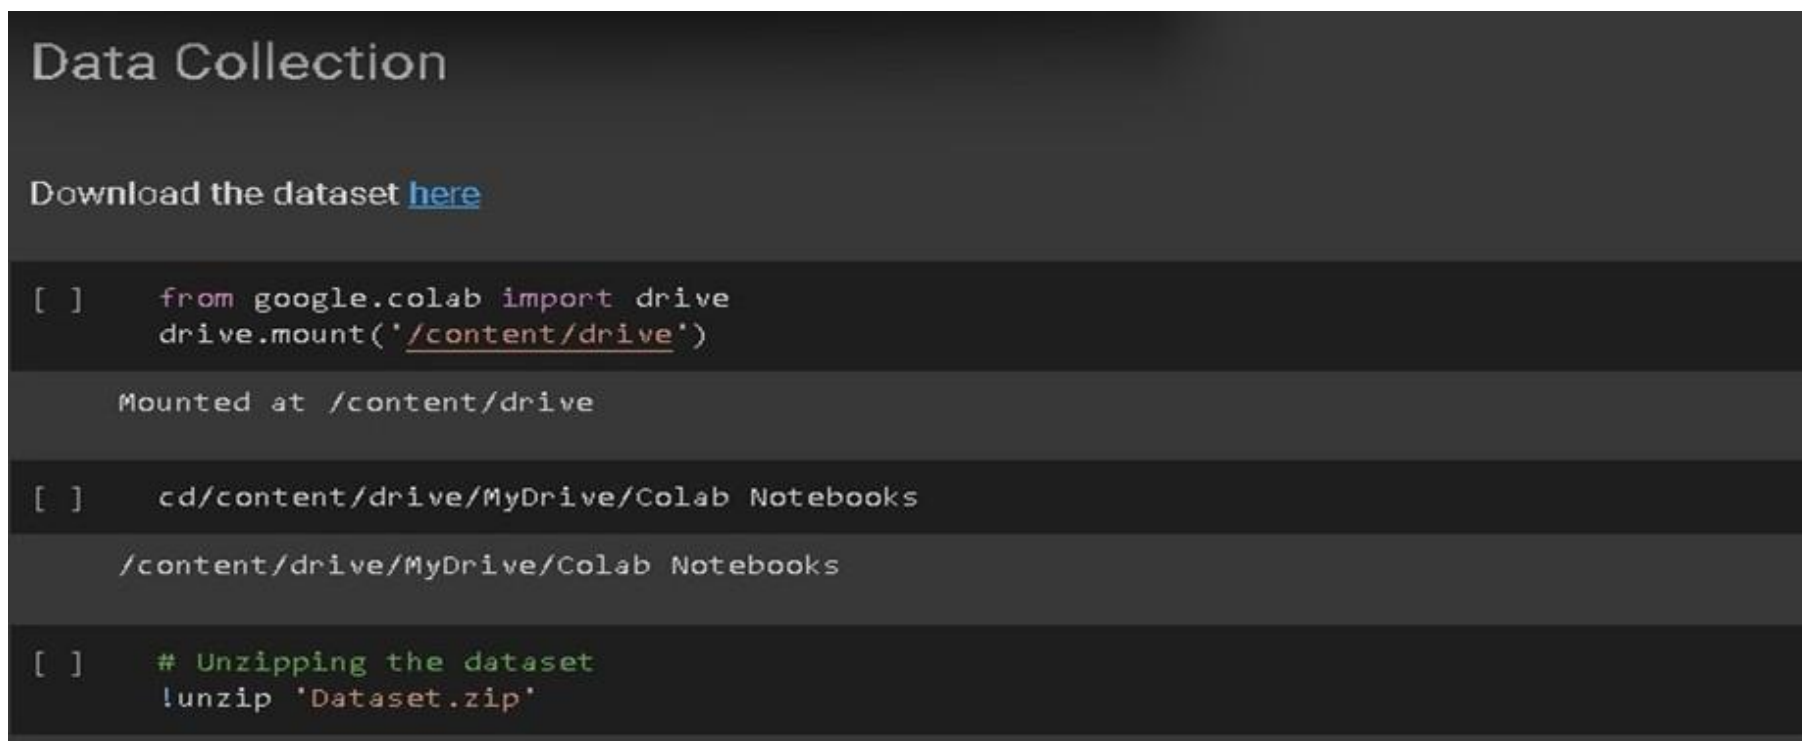 Data Collection
Download the dataset here
[ ] from google.colab import drive
drive.mount('/content/drive')
Mounted at /content/drive
[ ] cd/content/drive/MyDrive/Colab Notebooks
/content/drive/MyDrive/Colab Notebooks
[ ] # Unzipping the dataset
!unzip 'Dataset.zip'